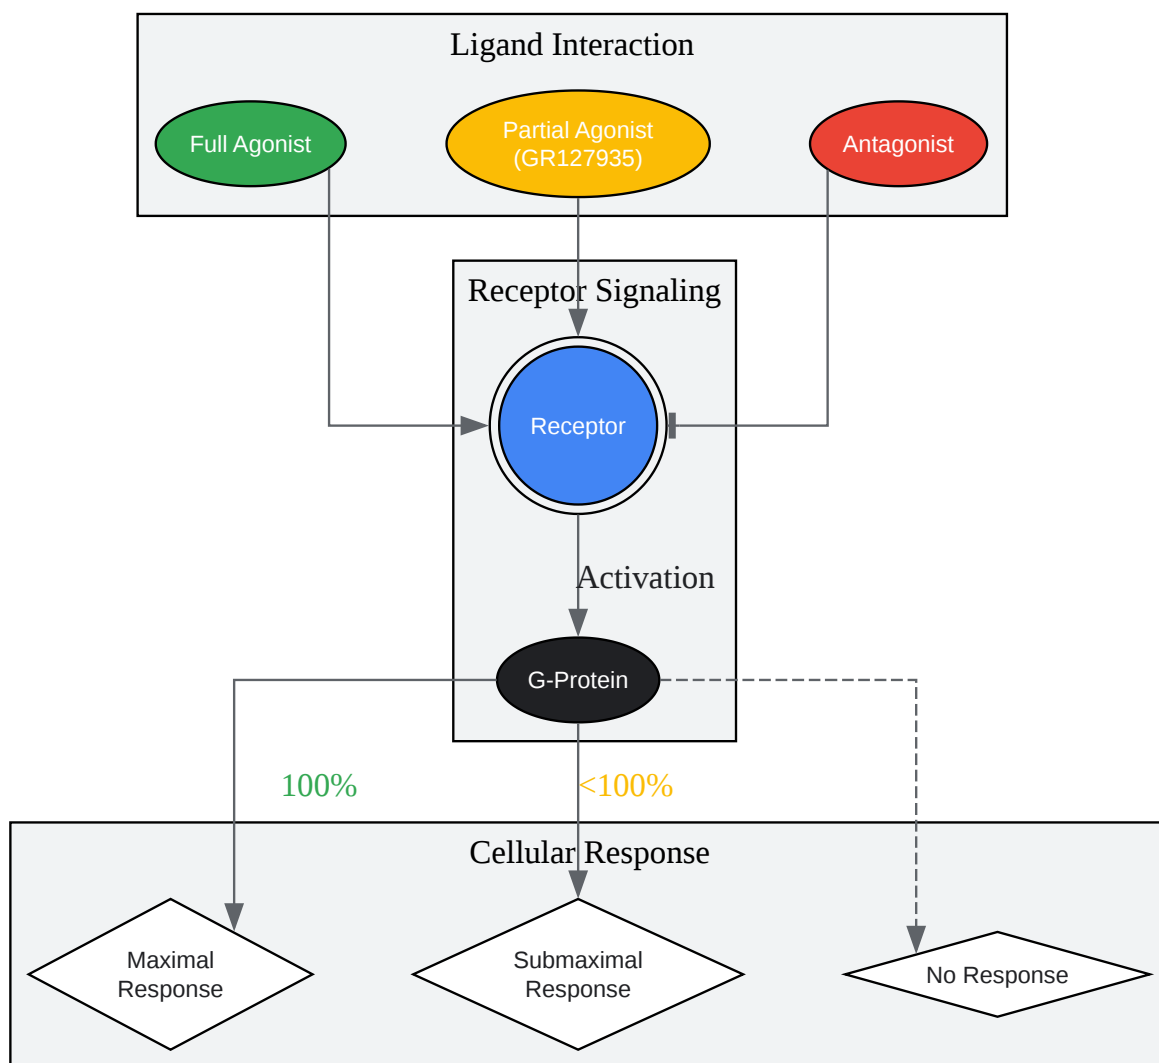 Ligand Interaction
Full Agonist
Partial Agonist
(GR127935)
Antagonist
Receptor Signaling
Receptor
Activation
G-Protein
100%
<100%
Cellular Response
Maximal
Response
Submaximal
Response
No Response